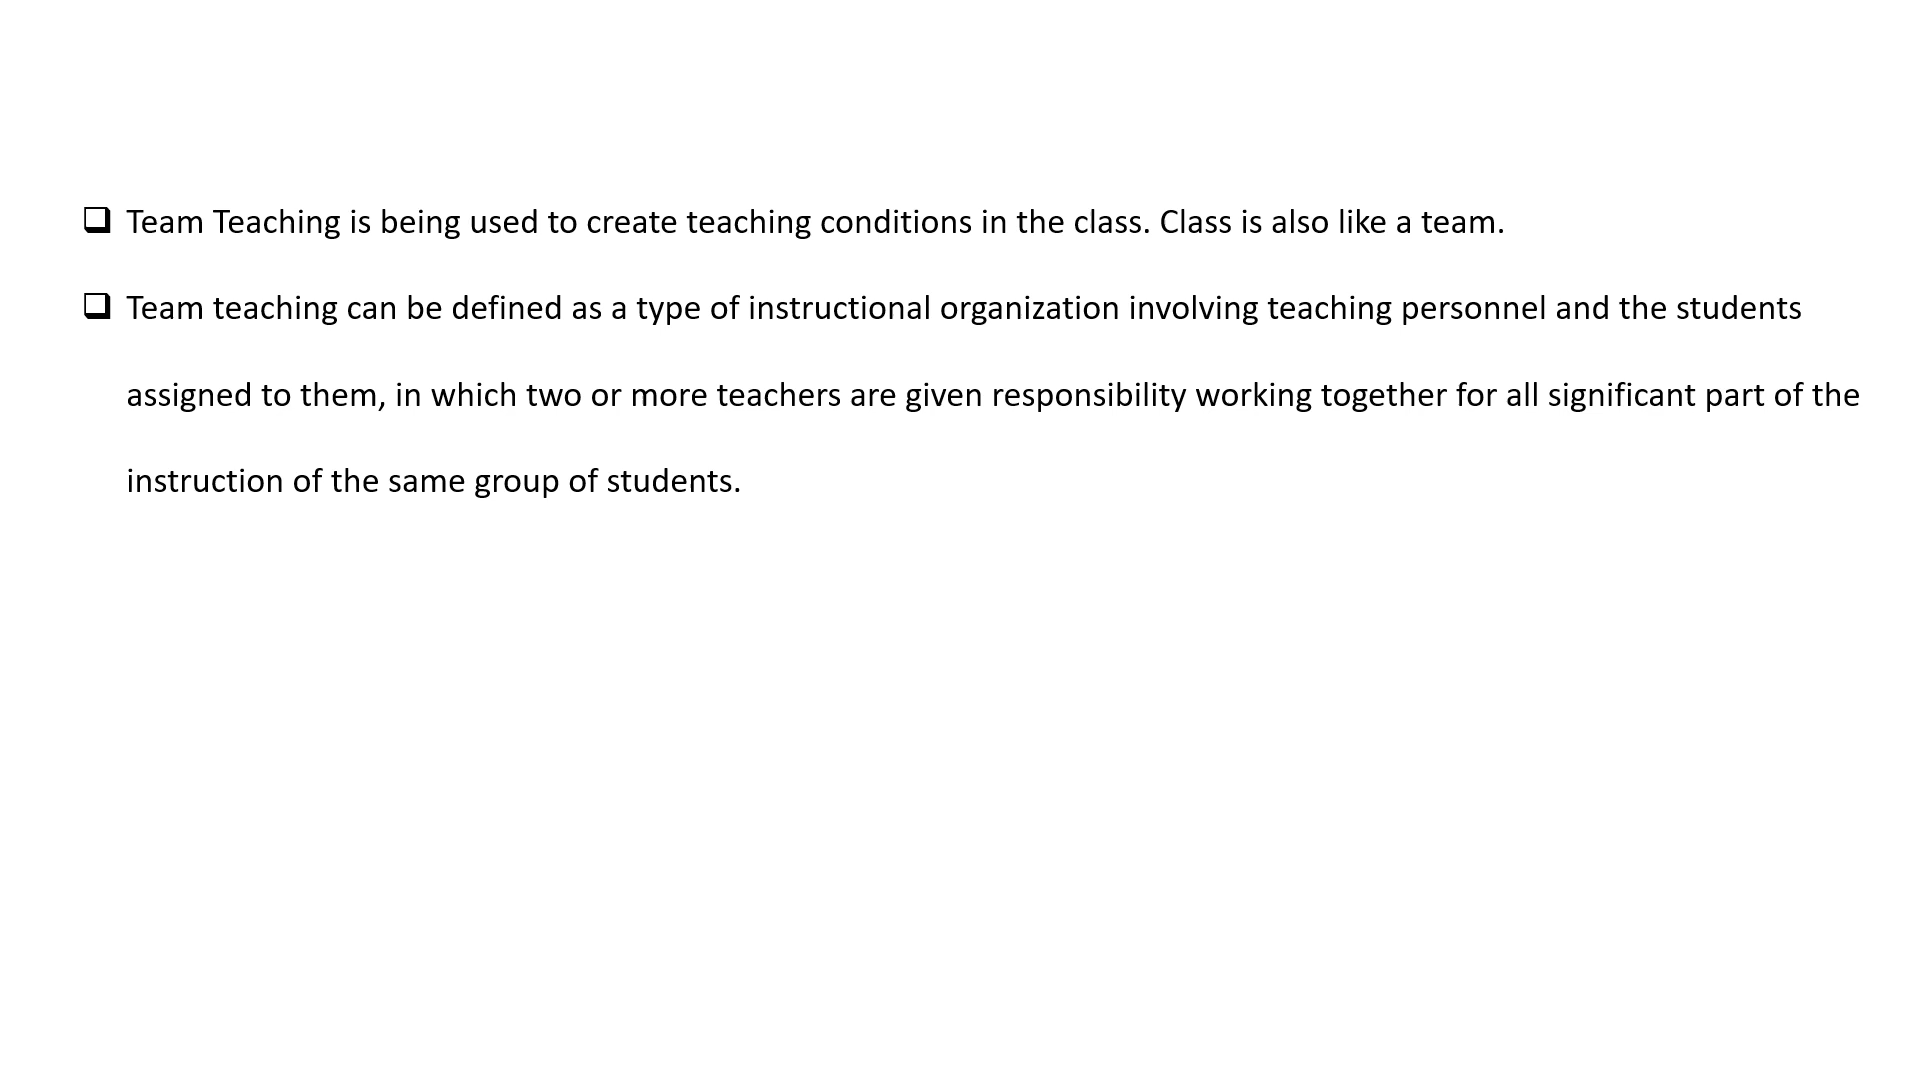 ❑ Team Teaching is being used to create teaching conditions in the class. Class is also like a team.
❑ Team teaching can be defined as a type of instructional organization involving teaching personnel and the students
assigned to them, in which two or more teachers are given responsibility working together for all significant part of the
instruction of the same group of students.